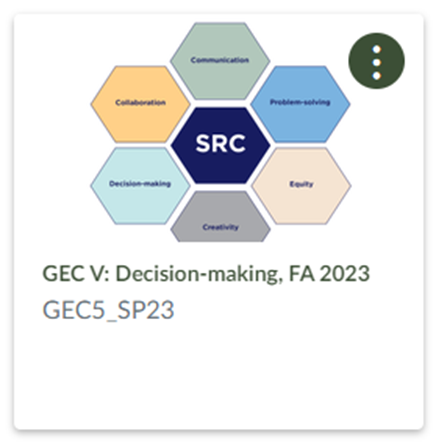 Communication
Collaboration
Problem-solving
SRC
Decision-making
Equity
Creativity
GEC V: Decision-making, FA 2023
GEC5_SP23